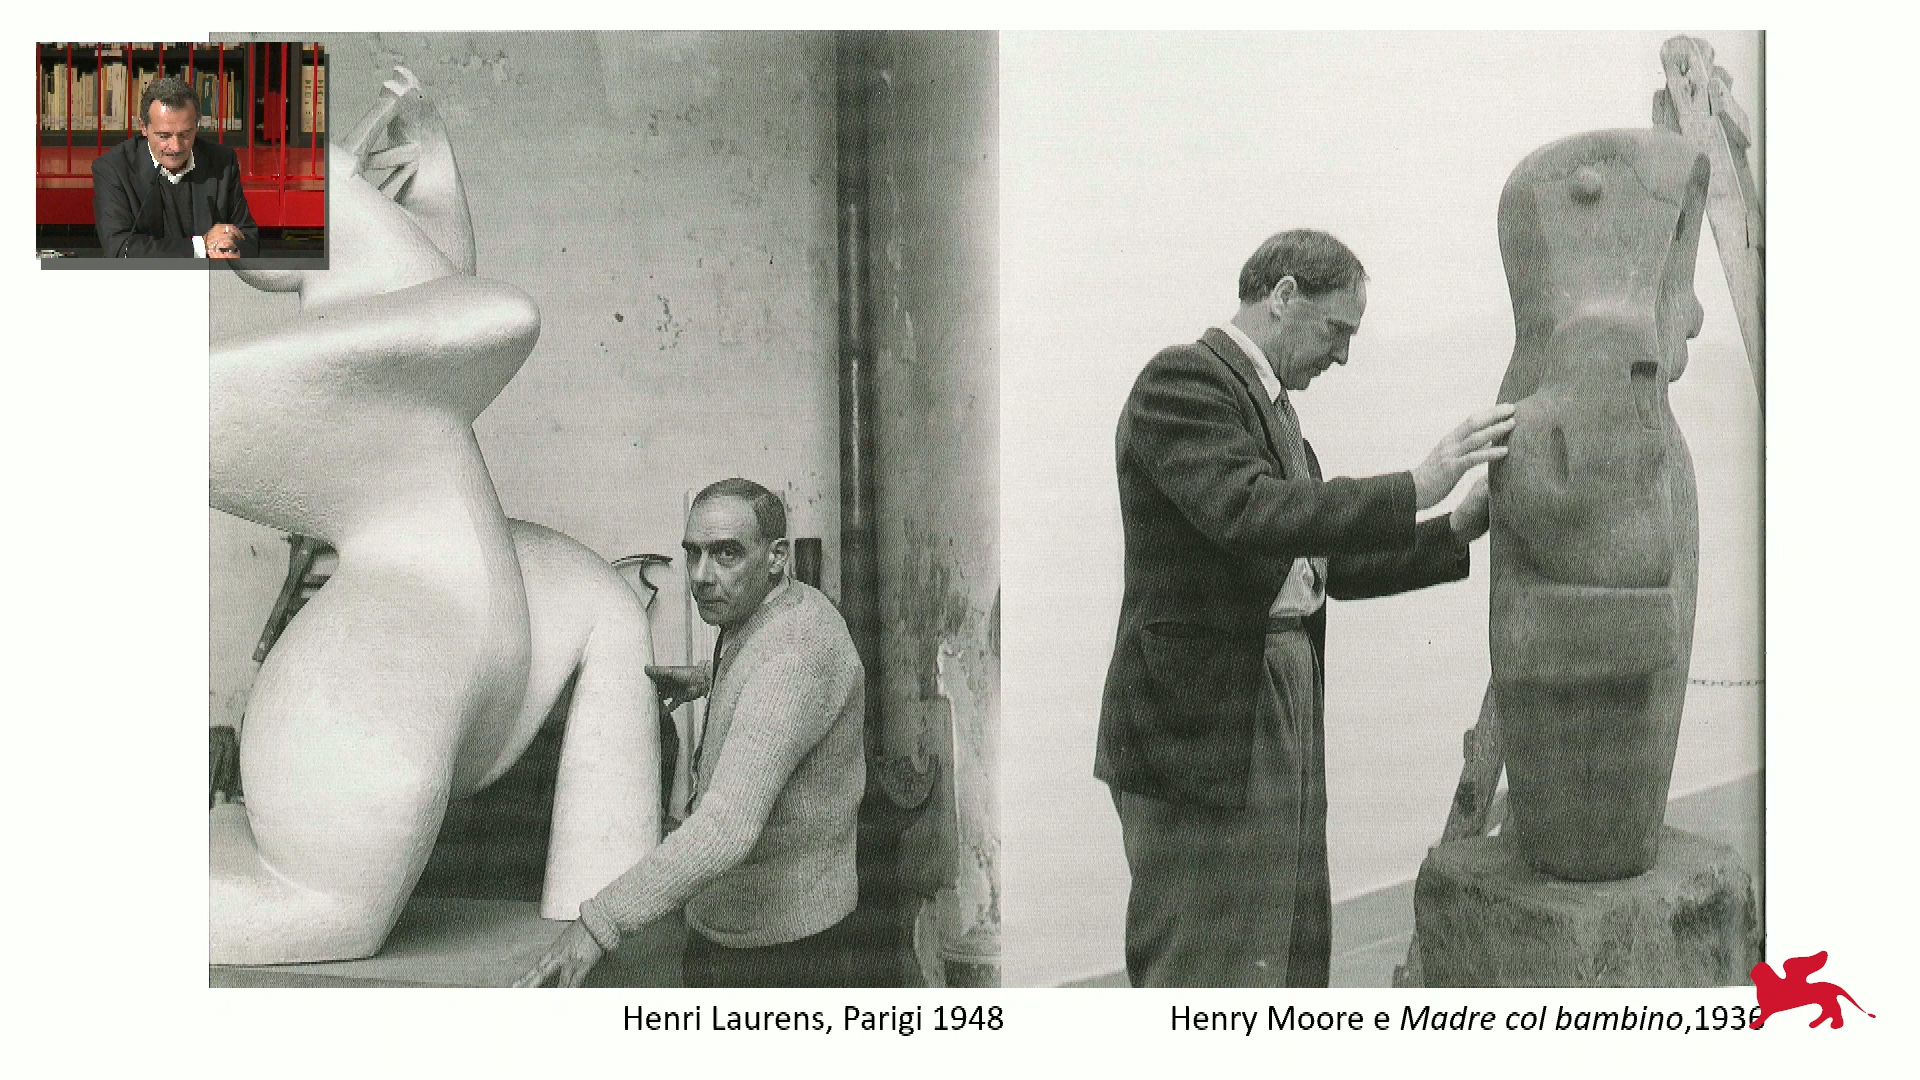 Henri Laurens, Parigi 1948
Henry Moore e Madre col bambino,1936